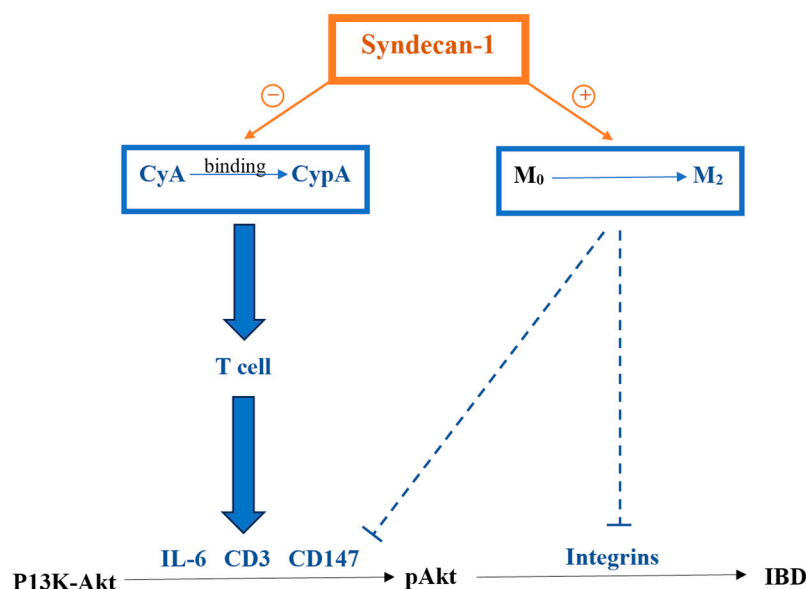 Syndecan-1
− +
CyA binding CypA
M₀ M₂
T cell
IL-6 CD3 CD147
Integrins
P13K-Akt pAkt IBD